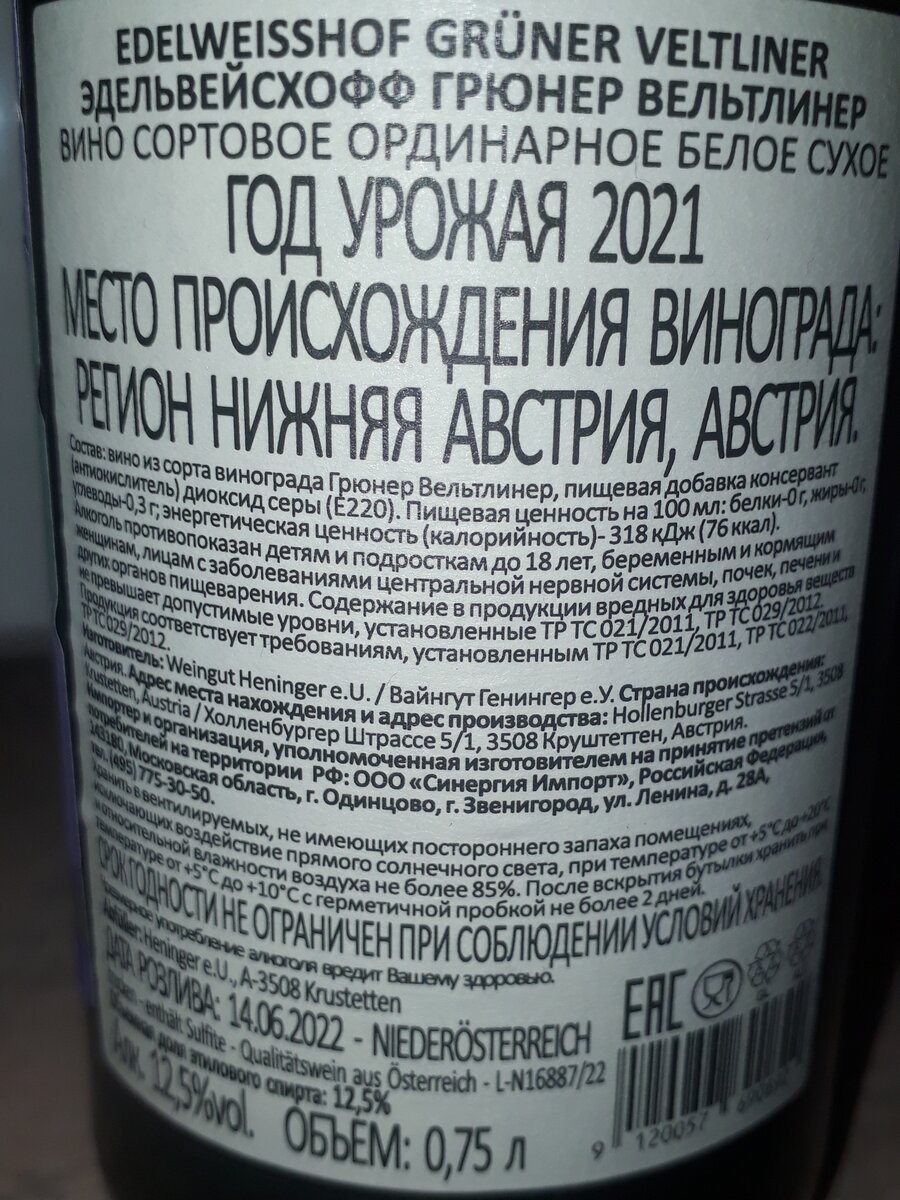 EDELWEISSHOF GRÜNER VELTLINER
ЭДЕЛЬВЕЙСХОФФ ГРЮНЕР ВЕЛЬТЛИНЕР
ВИНО СОРТОВОЕ ОРДИНАРНОЕ БЕЛОЕ СУХОЕ
ГОД УРОЖАЯ 2021
МЕСТО ПРОИСХОЖДЕНИЯ ВИНОГРАДА:
РЕГИОН НИЖНЯЯ АВСТРИЯ, АВСТРИЯ.
Состав: вино из сорта винограда Грюнер Вельтлинер, пищевая добавка консервант
(антиокислитель) диоксид серы (Е220). Пищевая ценность на 100 мл: белки-0 г, жиры-0 г,
углеводы-0,3 г; энергетическая ценность (калорийность)- 318 кДж (76 ккал).
Алкоголь противопоказан детям и подросткам до 18 лет, беременным и кормящим
женщинам, лицам с заболеваниями центральной нервной системы, почек, печени и
других органов пищеварения. Содержание в продукции вредных для здоровья веществ
не превышает допустимые уровни, установленные ТР ТС 021/2011, ТР ТС 029/2012.
Продукция соответствует требованиям, установленным ТР ТС 021/2011, ТР ТС 022/2011,
ТР ТС 029/2012.
Изготовитель: Weingut Heninger e.U. / Вайнгут Генингер е.У. Страна происхождения:
Австрия. Адрес места нахождения и адрес производства: Hollenburger Strasse 5/1, 3508
Krustetten, Austria / Холленбургер Штрассе 5/1, 3508 Круштеттен, Австрия.
Импортер и организация, уполномоченная изготовителем на принятие претензий от
потребителей на территории РФ: ООО «Синергия Импорт», Российская Федерация,
143180, Московская область, г. Одинцово, г. Звенигород, ул. Ленина, д. 28А,
тел. (495) 775-30-50.
Хранить в вентилируемых, не имеющих постороннего запаха помещениях,
исключающих воздействие прямого солнечного света, при температуре от +5°С до +20°С
и относительной влажности воздуха не более 85%. После вскрытия бутылки хранить при
температуре от +5°С до +10°С с герметичной пробкой не более 2 дней.
СРОК ГОДНОСТИ НЕ ОГРАНИЧЕН ПРИ СОБЛЮДЕНИИ УСЛОВИЙ ХРАНЕНИЯ.
Чрезмерное употребление алкоголя вредит Вашему здоровью.
Abfüller: Heninger e.U., A-3508 Krustetten
ДАТА РОЗЛИВА: 14.06.2022 - NIEDERÖSTERREICH
enthält Sulfite - Qualitätswein aus Österreich - L-N16887/22
Объемная доля этилового спирта: 12,5%
Алк. 12,5%vol. ОБЪЕМ: 0,75 л
EAC
9 120057